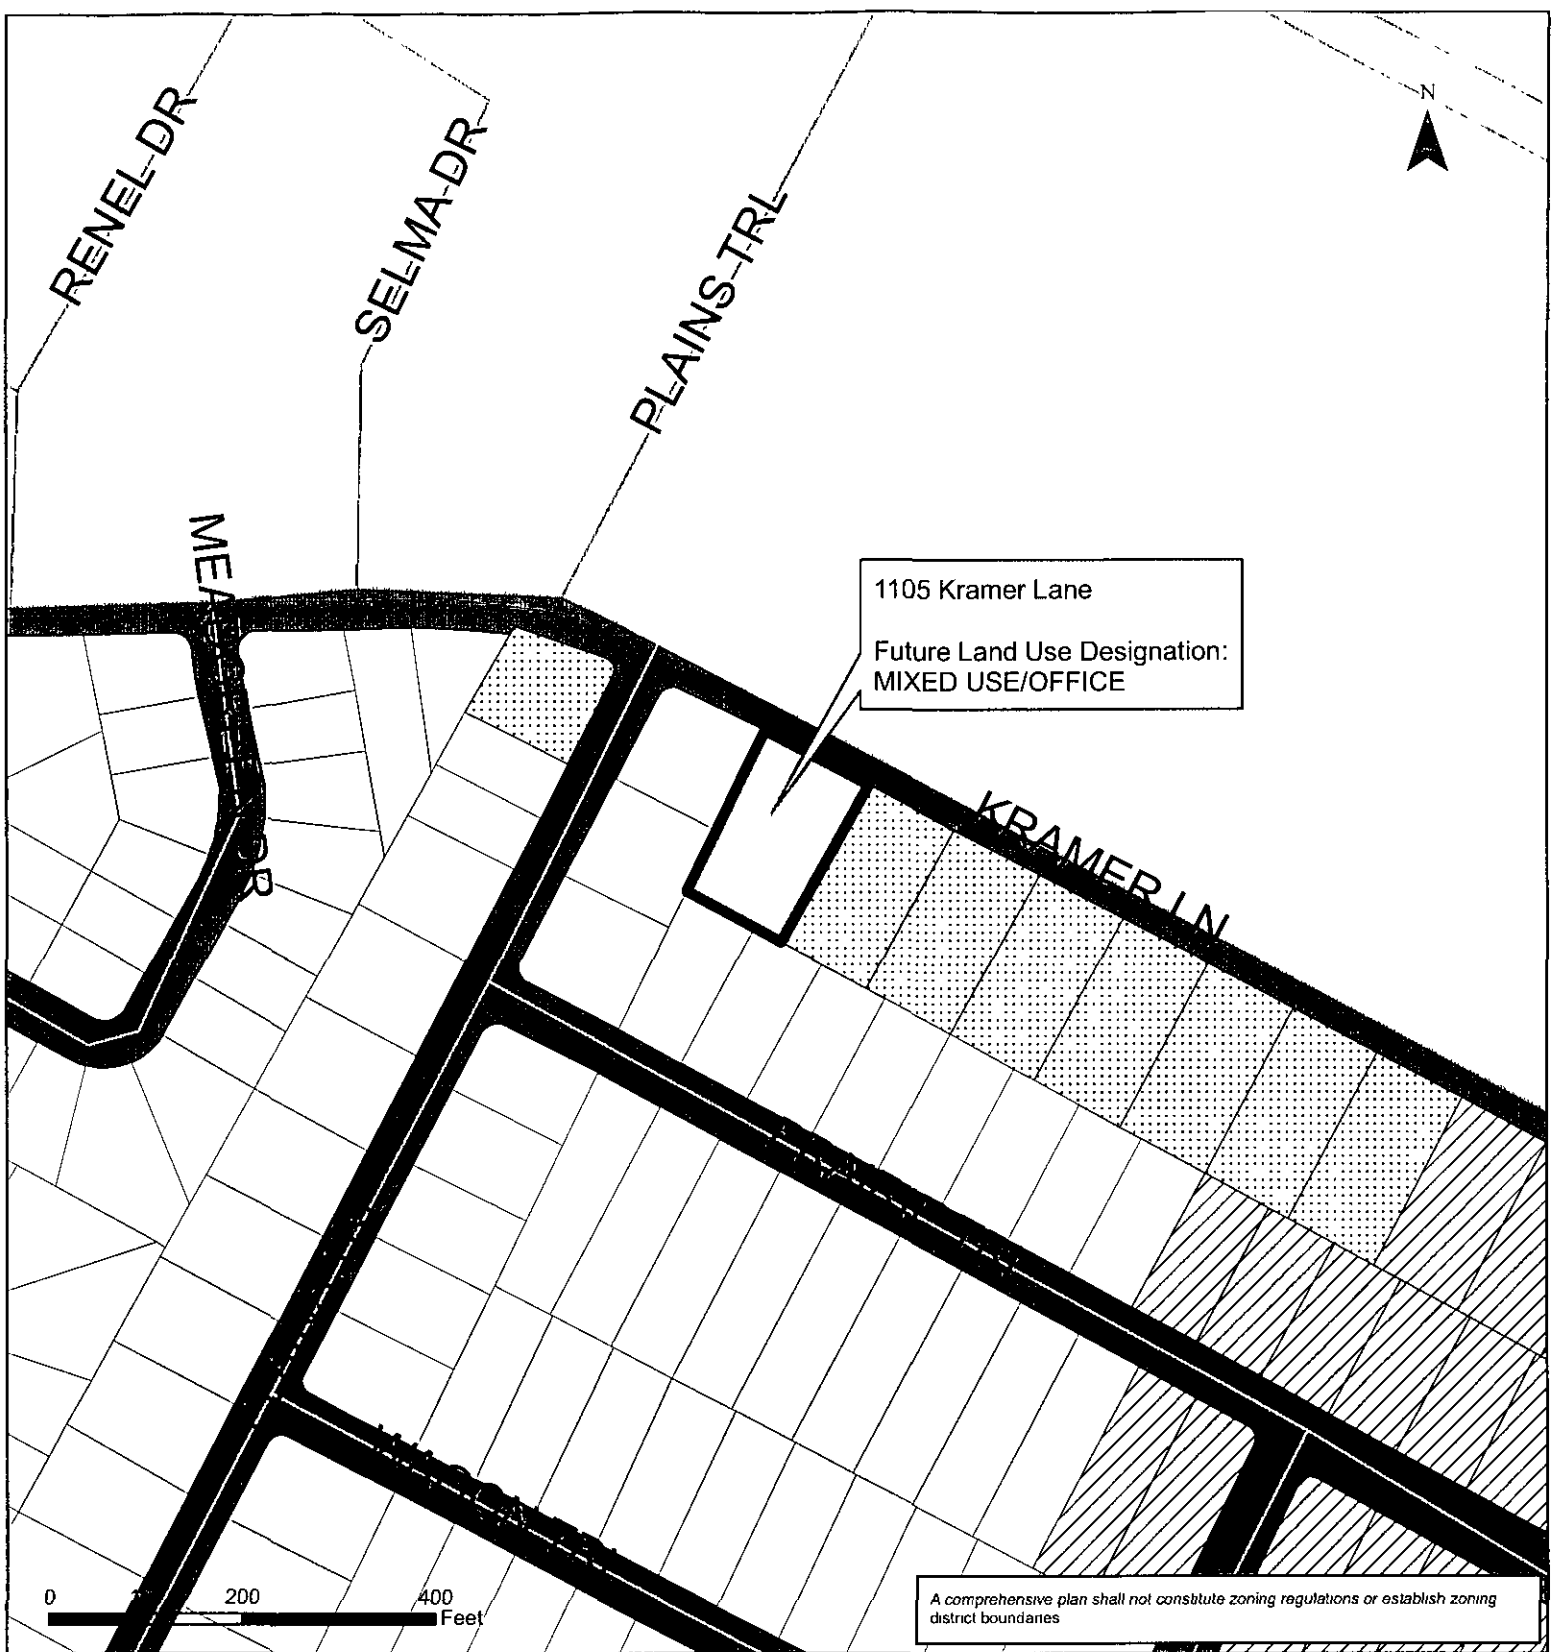 N
RENEL DR
SELMA DR
PLAINS TRL
1105 Kramer Lane
Future Land Use Designation:
MIXED USE/OFFICE
KRAMER LN
DR
0
200
400
Feet
A comprehensive plan shall not constitute zoning regulations or establish zoning
district boundaries